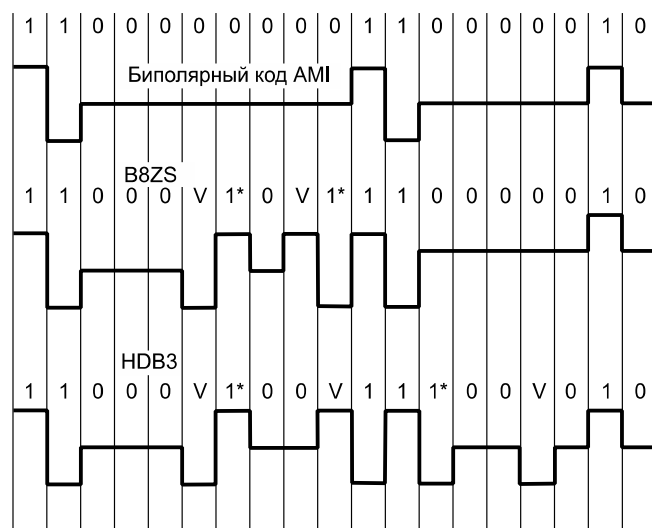 1 1 0 0 0 0 0 0 0 0 1 1 0 0 0 0 0 1 0
Биполярный код AMI
B8ZS
1 1 0 0 0 V 1* 0 V 1* 1 1 0 0 0 0 0 1 0
HDB3
1 1 0 0 0 V 1* 0 0 V 1 1 1* 0 0 V 0 1 0